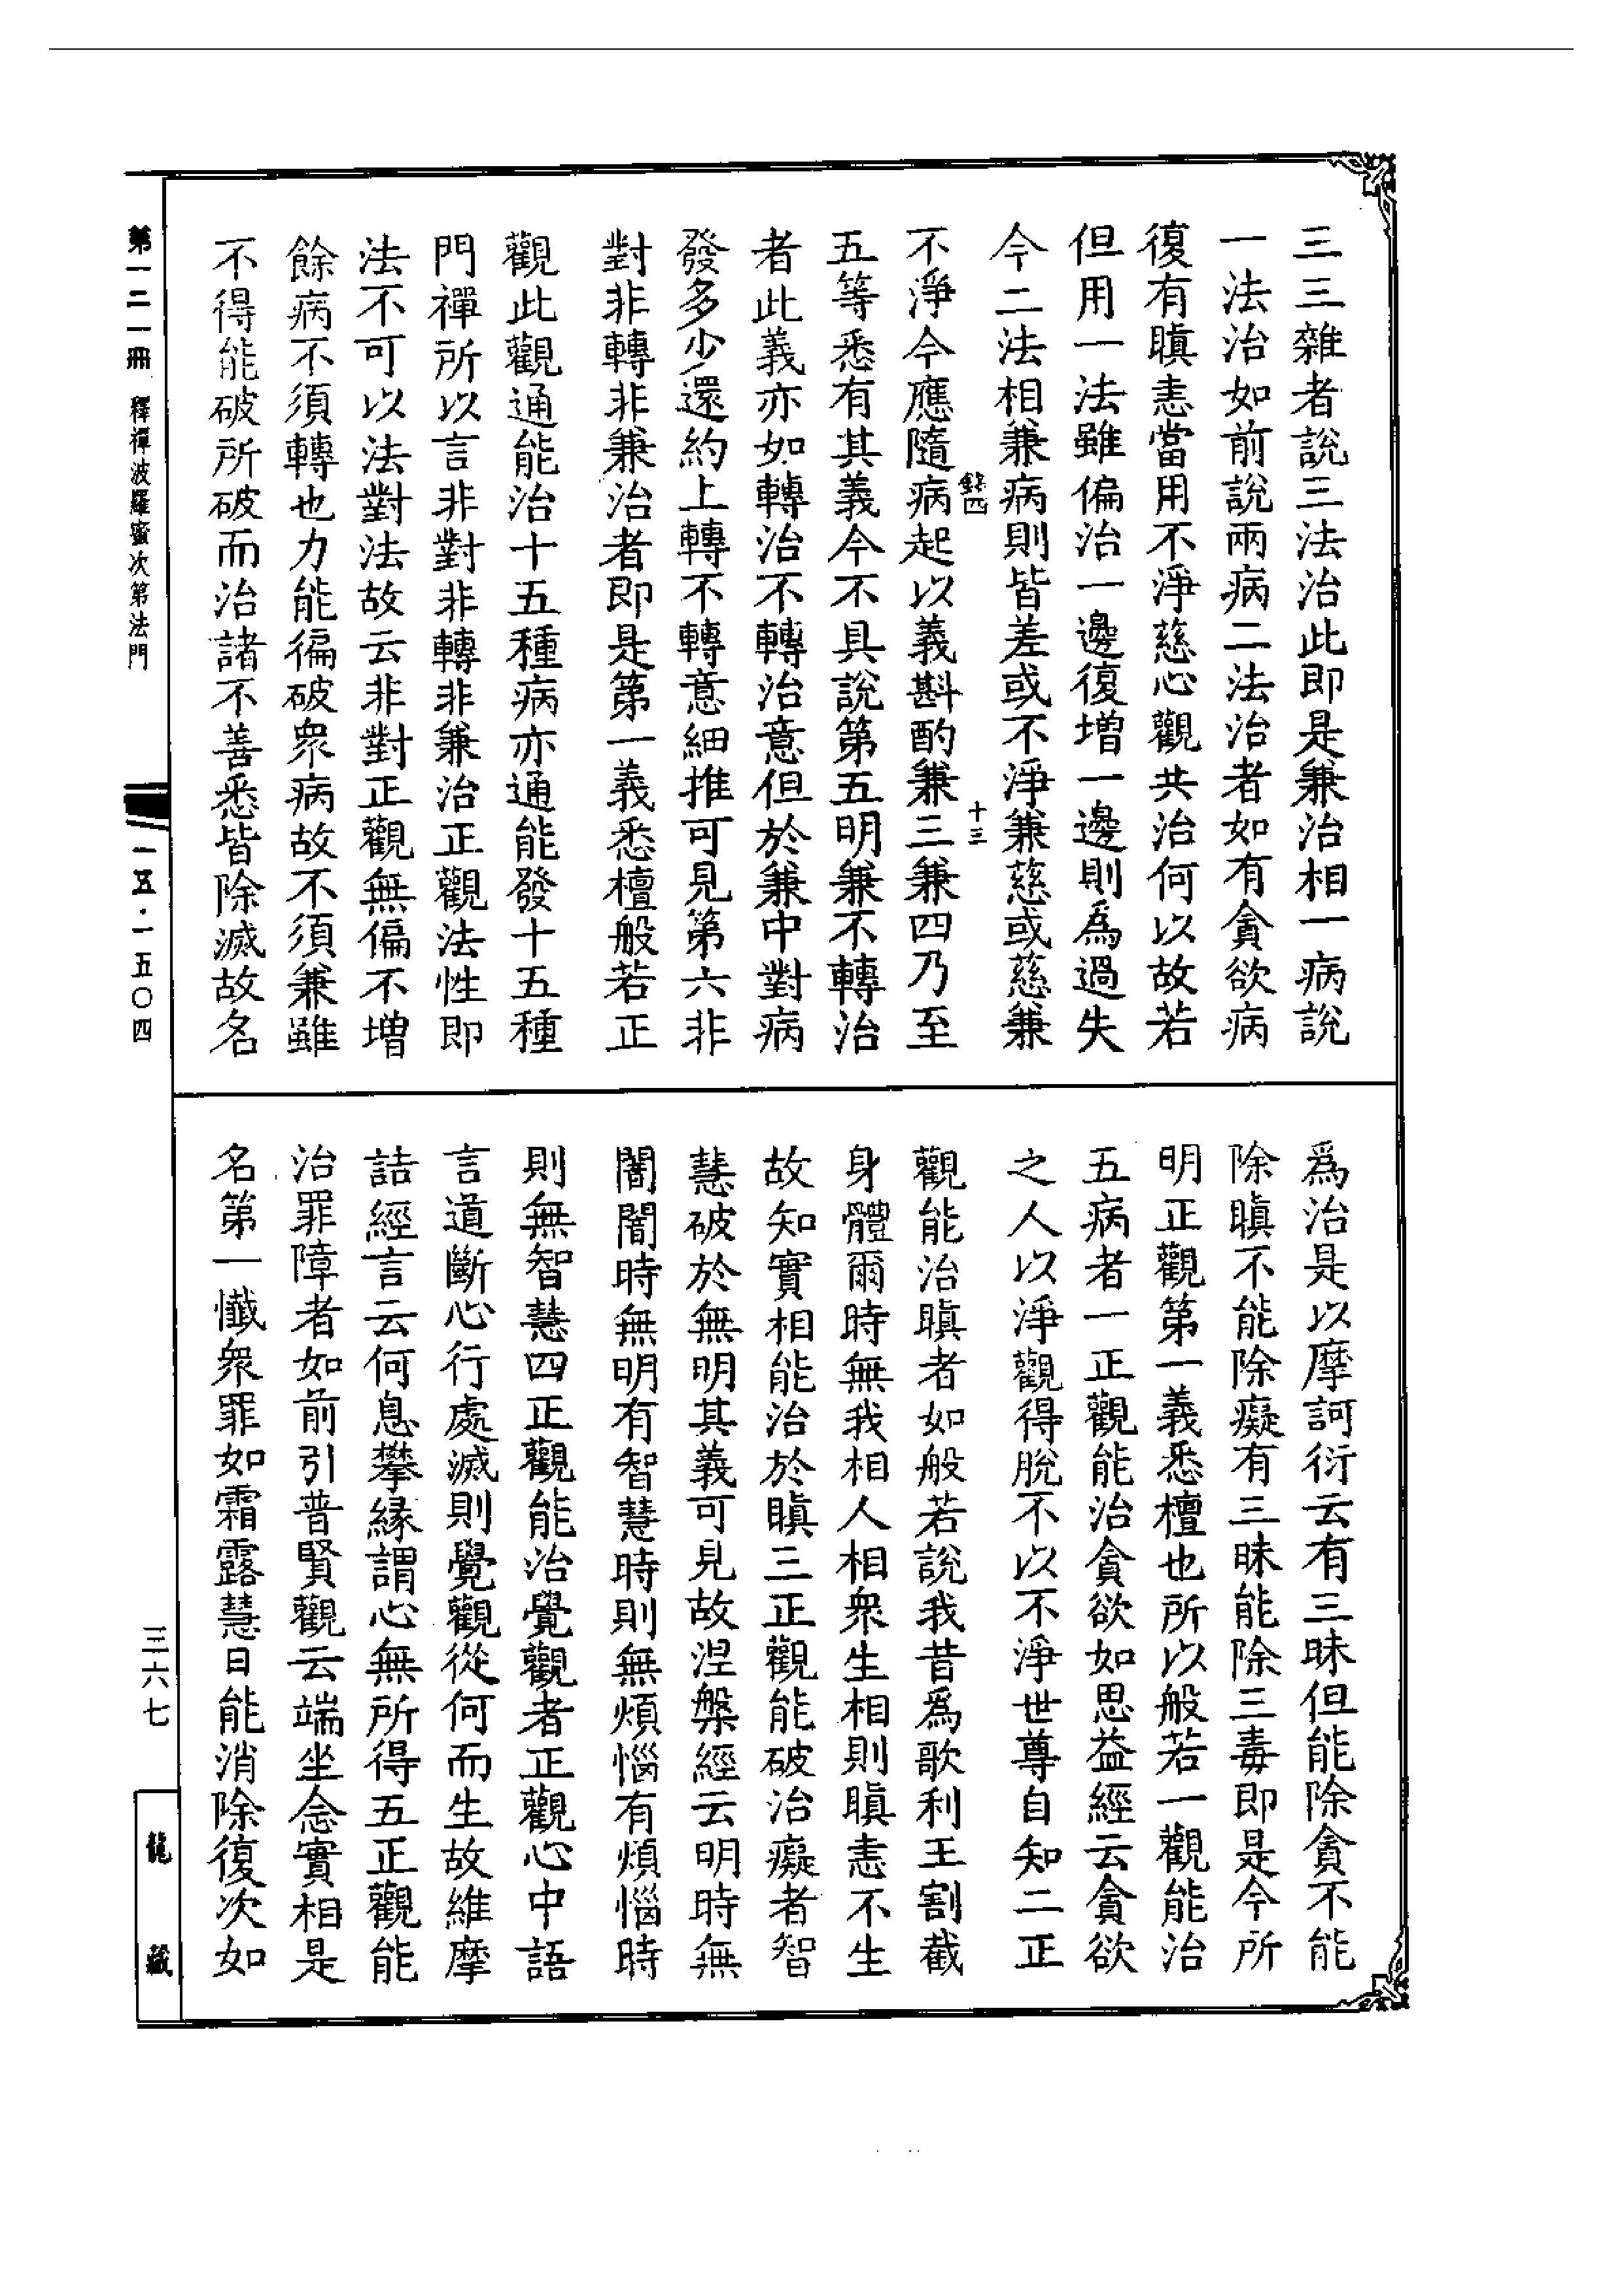 三三雜者說三法治此即是兼治相一病說
一法治如前說兩病二法治者如有貪欲病
復有瞋恚當用不淨慈心觀共治何以故若
但用一法雖偏治一邊復增一邊則為過失
今二法相兼病則皆差或不淨兼慈或慈兼
十三
不淨今應隨病起以義斟酌兼三兼四乃至
五等悉有其義今不具說第五明兼不轉治
者此義亦如轉治不轉治意但於兼中對病
發多少還約上轉不轉意細推可見第六非
對非轉非兼治者即是第一義悉檀般若正
觀此觀通能治十五種病亦通能發十五種
門禪所以言非對非轉非兼治正觀法性即
法不可以法對法故云非對正觀無偏不增
餘病不須轉也力能徧破眾病故不須兼雖
不得能破所破而治諸不善悉皆除滅故名
為治是以摩訶衍云有三昧但能除貪不能
除瞋不能除癡有三昧能除三毒即是今所
明正觀第一義悉檀也所以般若一觀能治
五病者一正觀能治貪欲如思益經云貪欲
之人以淨觀得脫不以不淨世尊自知二正
觀能治瞋者如般若說我昔為歌利王割截
身體爾時無我相人相眾生相則瞋恚不生
故知實相能治於瞋三正觀能破治癡者智
慧破於無明其義可見故涅槃經云明時無
闇闇時無明有智慧時則無煩惱有煩惱時
則無智慧四正觀能治覺觀者正觀心中語
言道斷心行處滅則覺觀從何而生故維摩
詰經言云何息攀緣謂心無所得五正觀能
治罪障者如前引普賢觀云端坐念實相是
名第一懺眾罪如霜露慧日能消除復次如
第一二一冊 釋禪波羅蜜次第法門
一五·一五〇四
三六七
龍藏